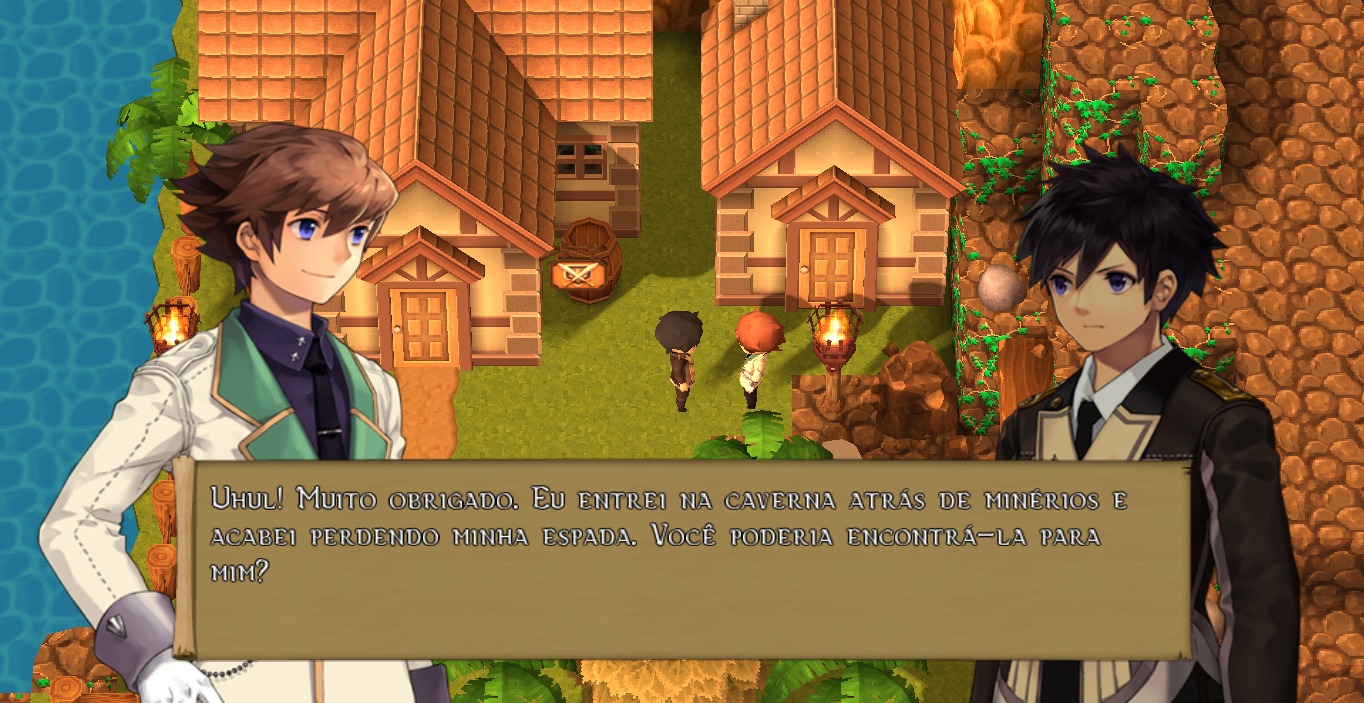 Uhul! Muito obrigado. Eu entrei na caverna atrás de minérios e
acabei perdendo minha espada. Você poderia encontrá-la para
mim?